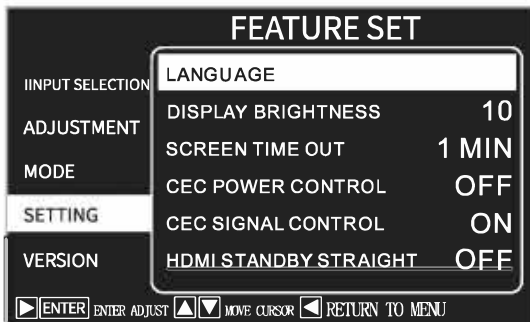 FEATURE SET
IINPUT SELECTION
ADJUSTMENT
MODE
SETTING
VERSION
LANGUAGE
DISPLAY BRIGHTNESS 10
SCREEN TIME OUT 1 MIN
CEC POWER CONTROL OFF
CEC SIGNAL CONTROL ON
HDMI STANDBY STRAIGHT OFF
ENTER ENTER ADJUST MOVE CURSOR RETURN TO MENU